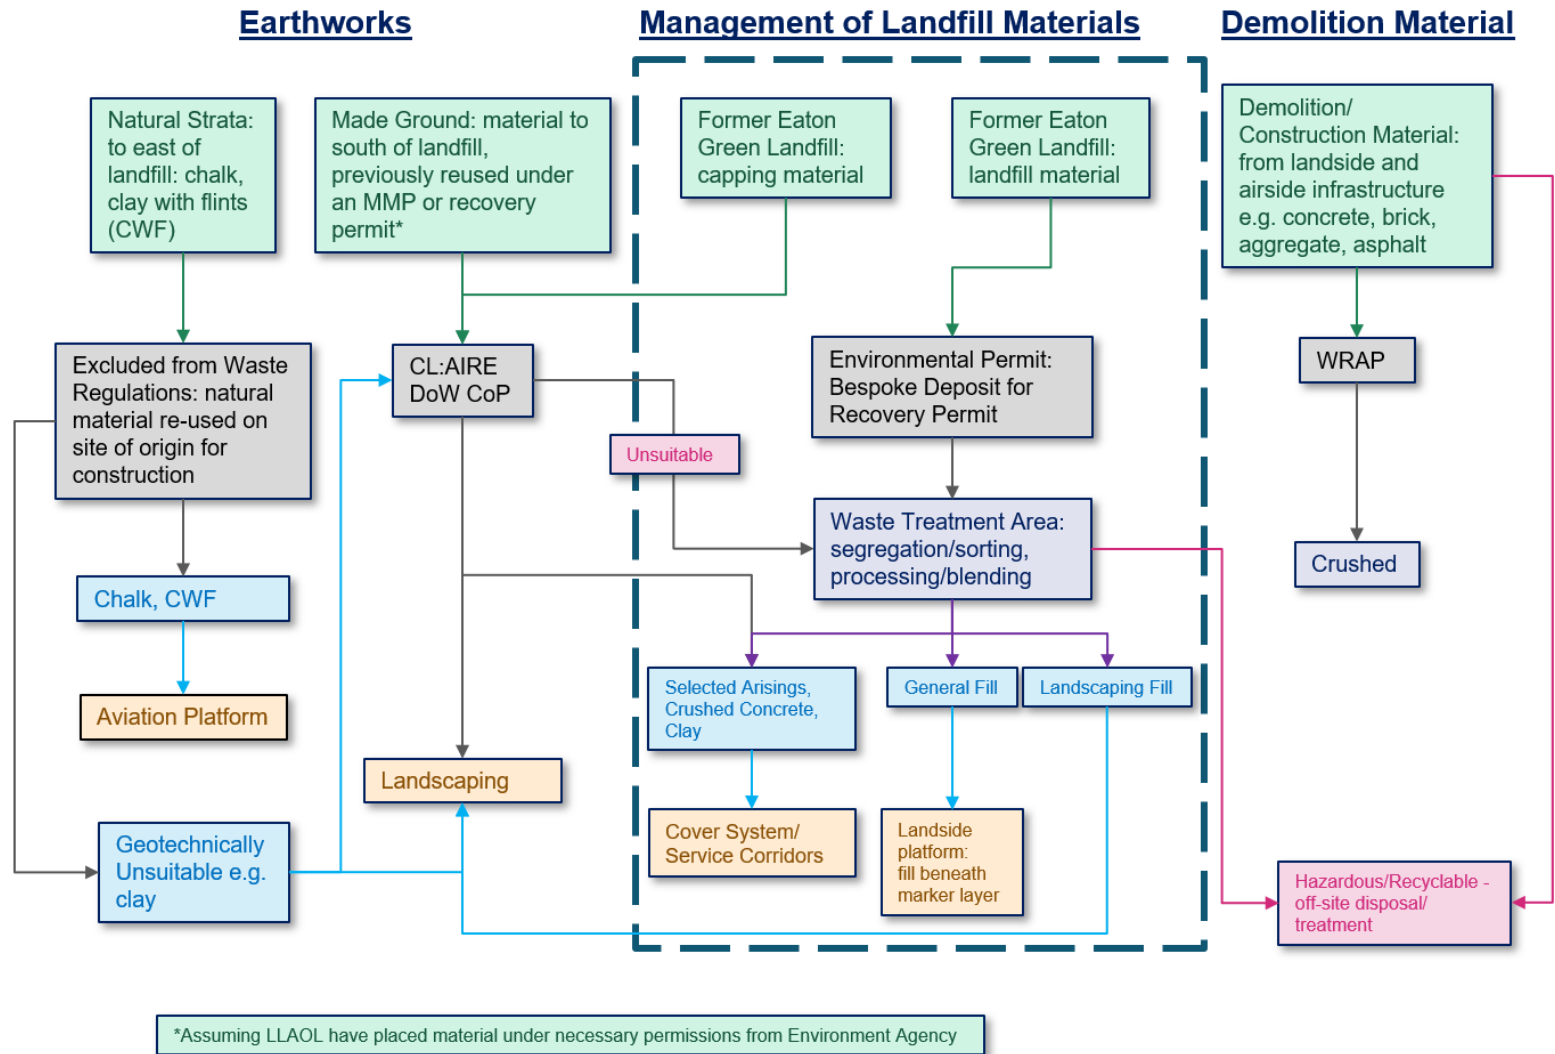 Earthworks
Management of Landfill Materials
Demolition Material
Natural Strata:
to east of
landfill: chalk,
clay with flints
(CWF)
Made Ground: material to
south of landfill,
previously reused under
an MMP or recovery
permit*
Former Eaton
Green Landfill:
capping material
Former Eaton
Green Landfill:
landfill material
Demolition/
Construction Material:
from landside and
airside infrastructure
e.g. concrete, brick,
aggregate, asphalt
Excluded from Waste
Regulations: natural
material re-used on
site of origin for
construction
CL:AIRE
DoW CoP
Environmental Permit:
Bespoke Deposit for
Recovery Permit
WRAP
Unsuitable
Waste Treatment Area:
segregation/sorting,
processing/blending
Crushed
Chalk, CWF
Selected Arisings,
Crushed Concrete,
Clay
General Fill
Landscaping Fill
Aviation Platform
Landscaping
Geotechnically
Unsuitable e.g.
clay
Cover System/
Service Corridors
Landside
platform:
fill beneath
marker layer
Hazardous/Recyclable -
off-site disposal/
treatment
*Assuming LLAOL have placed material under necessary permissions from Environment Agency